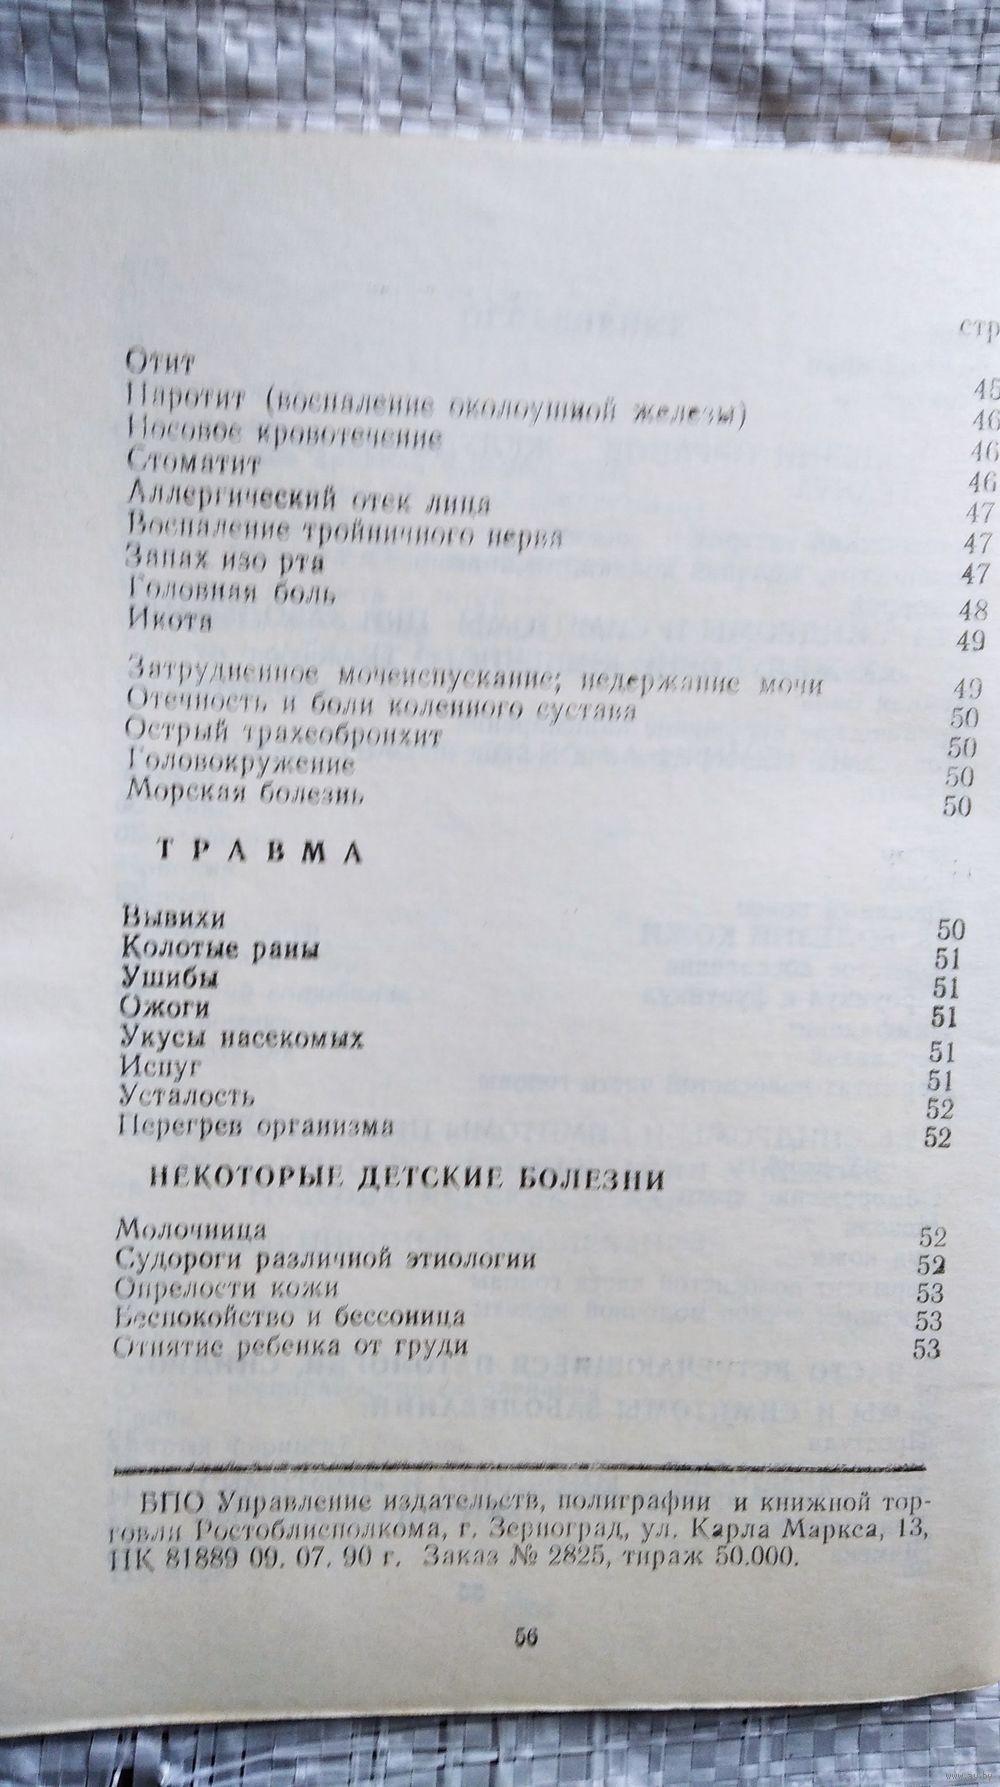 стр
Отит 45
Паротит (воспаление околоушной железы) 46
Носовое кровотечение 46
Стоматит 46
Аллергический отек лица 47
Воспаление тройничного нерва 47
Запах изо рта 47
Головная боль 48
Икота 49
Затрудненное мочеиспускание; недержание мочи 49
Отечность и боли коленного сустава 50
Острый трахеобронхит 50
Головокружение 50
Морская болезнь 50
ТРАВМА
Вывихи 50
Колотые раны 51
Ушибы 51
Ожоги 51
Укусы насекомых 51
Испуг 51
Усталость 52
Перегрев организма 52
НЕКОТОРЫЕ ДЕТСКИЕ БОЛЕЗНИ
Молочница 52
Судороги различной этиологии 52
Опрелости кожи 53
Беспокойство и бессоница 53
Отнятие ребенка от груди 53
БПО Управление издательств, полиграфии и книжной тор-
говли Ростоблисполкома, г. Зерноград, ул. Карла Маркса, 13,
ПК 81889 09. 07. 90 г. Заказ № 2825, тираж 50.000.
56